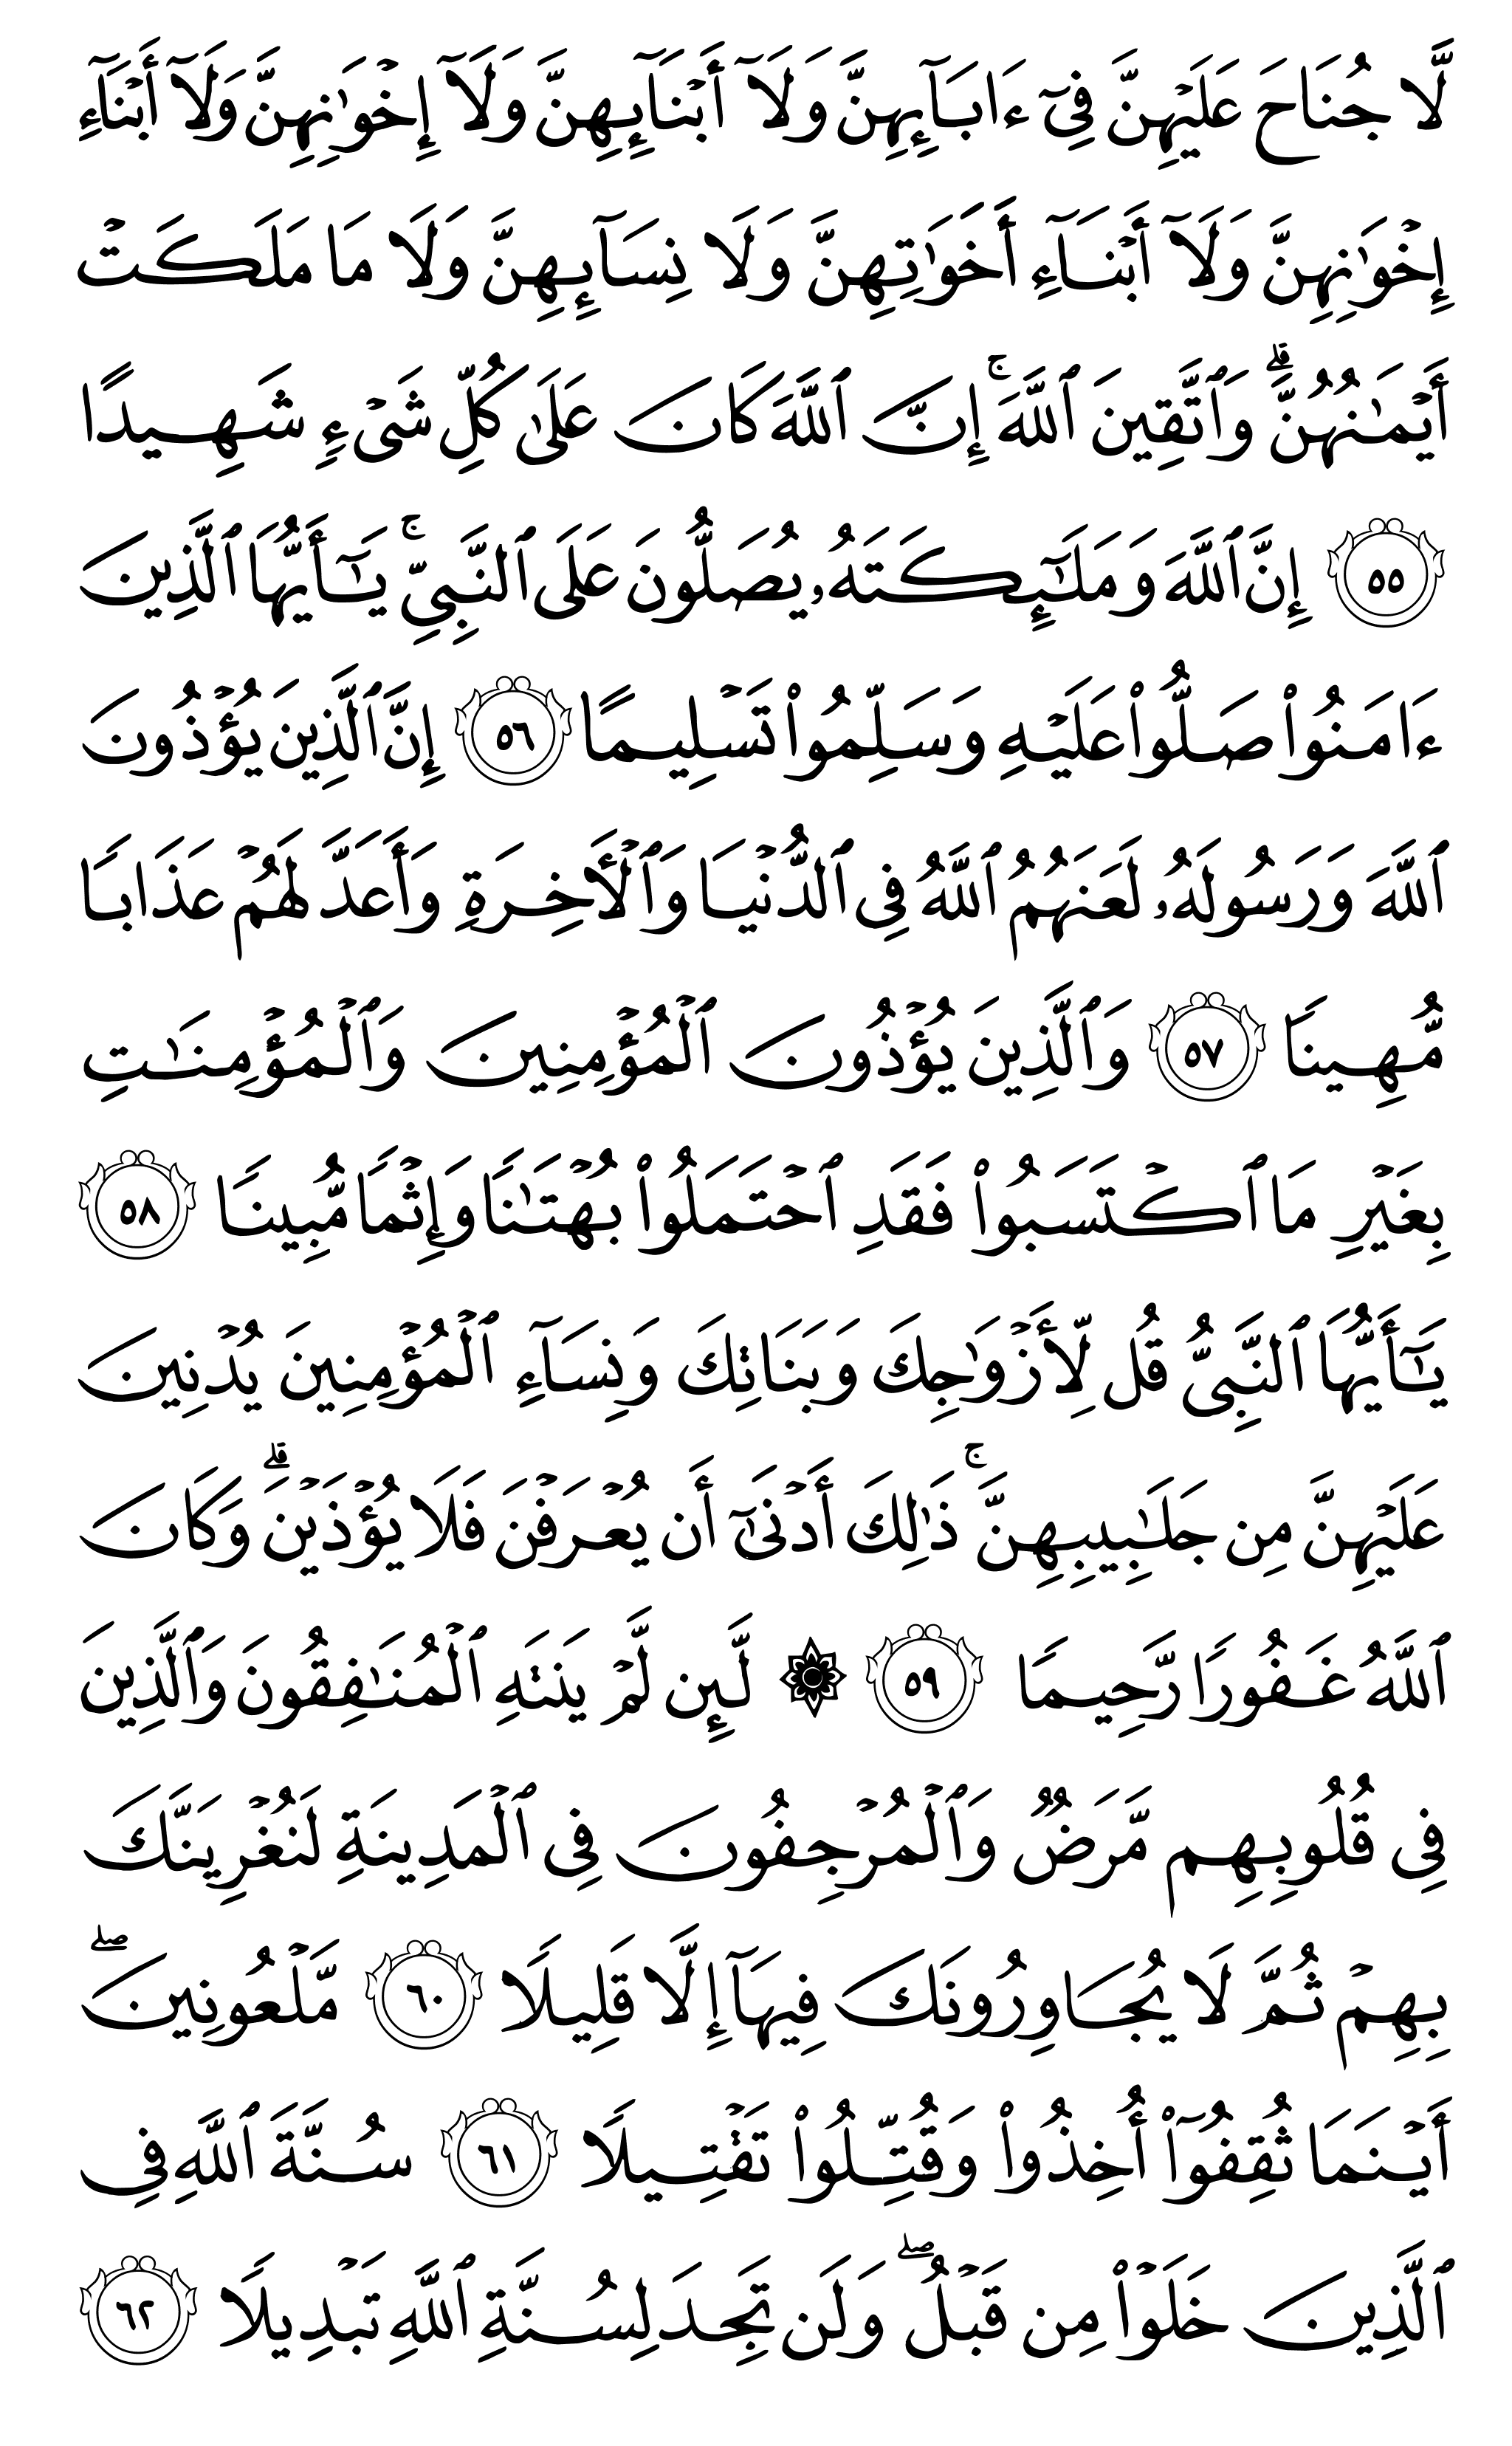 لَّا جُنَاحَ عَلَيۡهِنَّ فِيٓ ءَابَآئِهِنَّ وَلَآ أَبۡنَآئِهِنَّ وَلَآ إِخۡوَٰنِهِنَّ وَلَآ أَبۡنَآءِ
إِخۡوَٰنِهِنَّ وَلَآ أَبۡنَآءِ أَخَوَٰتِهِنَّ وَلَا نِسَآئِهِنَّ وَلَا مَا مَلَكَتۡ
أَيۡمَٰنُهُنَّۗ وَٱتَّقِينَ ٱللَّهَۚ إِنَّ ٱللَّهَ كَانَ عَلَىٰ كُلِّ شَيۡءٖ شَهِيدًا
٥٥ إِنَّ ٱللَّهَ وَمَلَٰٓئِكَتَهُۥ يُصَلُّونَ عَلَى ٱلنَّبِيِّۚ يَٰٓأَيُّهَا ٱلَّذِينَ
ءَامَنُواْ صَلُّواْ عَلَيۡهِ وَسَلِّمُواْ تَسۡلِيمًا ٥٦ إِنَّ ٱلَّذِينَ يُؤۡذُونَ
ٱللَّهَ وَرَسُولَهُۥ لَعَنَهُمُ ٱللَّهُ فِي ٱلدُّنۡيَا وَٱلۡأٓخِرَةِ وَأَعَدَّ لَهُمۡ عَذَابٗا
مُّهِينٗا ٥٧ وَٱلَّذِينَ يُؤۡذُونَ ٱلۡمُؤۡمِنِينَ وَٱلۡمُؤۡمِنَٰتِ
بِغَيۡرِ مَا ٱكۡتَسَبُواْ فَقَدِ ٱحۡتَمَلُواْ بُهۡتَٰنٗا وَإِثۡمٗا مُّبِينٗا ٥٨
يَٰٓأَيُّهَا ٱلنَّبِيُّ قُل لِّأَزۡوَٰجِكَ وَبَنَاتِكَ وَنِسَآءِ ٱلۡمُؤۡمِنِينَ يُدۡنِينَ
عَلَيۡهِنَّ مِن جَلَٰبِيبِهِنَّۚ ذَٰلِكَ أَدۡنَىٰٓ أَن يُعۡرَفۡنَ فَلَا يُؤۡذَيۡنَۗ وَكَانَ
ٱللَّهُ غَفُورٗا رَّحِيمٗا ٥٩ ۞ لَّئِن لَّمۡ يَنتَهِ ٱلۡمُنَٰفِقُونَ وَٱلَّذِينَ
فِي قُلُوبِهِم مَّرَضٞ وَٱلۡمُرۡجِفُونَ فِي ٱلۡمَدِينَةِ لَنُغۡرِيَنَّكَ
بِهِمۡ ثُمَّ لَا يُجَاوِرُونَكَ فِيهَآ إِلَّا قَلِيلٗا ٦٠ مَّلۡعُونِينَۖ
أَيۡنَمَا ثُقِفُوٓاْ أُخِذُواْ وَقُتِّلُواْ تَقۡتِيلٗا ٦١ سُنَّةَ ٱللَّهِ فِي
ٱلَّذِينَ خَلَوۡاْ مِن قَبۡلُۖ وَلَن تَجِدَ لِسُنَّةِ ٱللَّهِ تَبۡدِيلٗا ٦٢